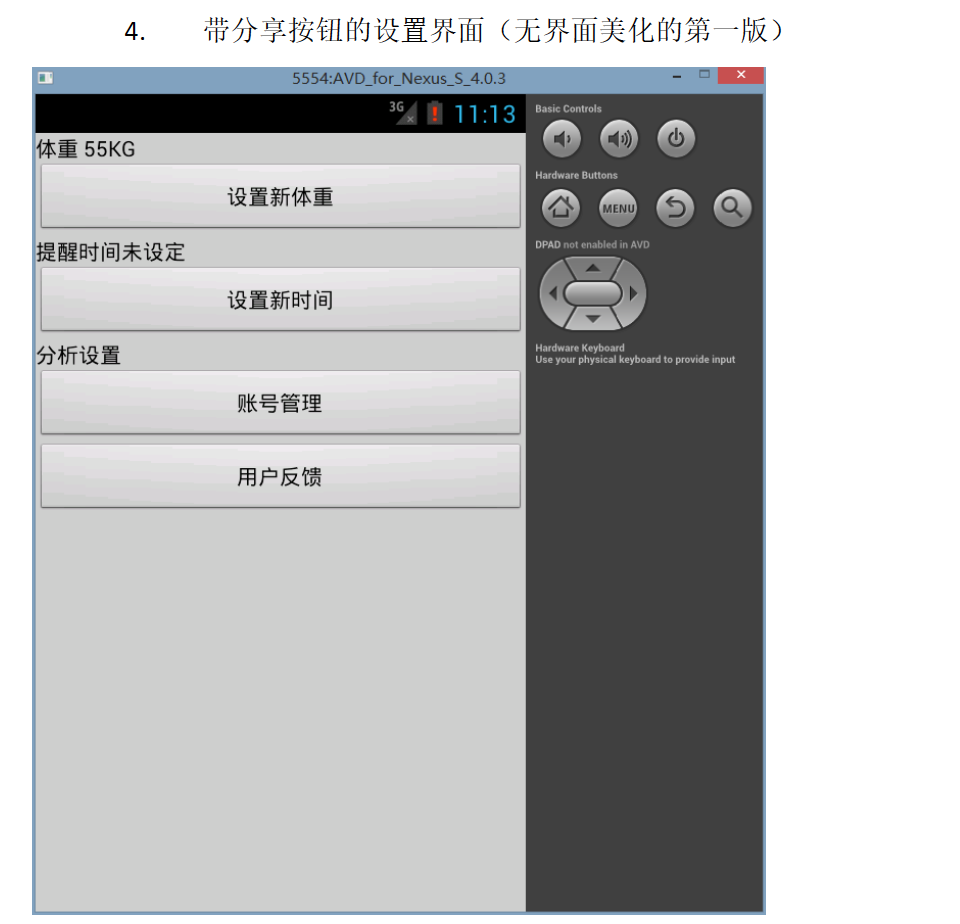 4. 带分享按钮的设置界面（无界面美化的第一版）
5554:AVD_for_Nexus_S_4.0.3
3G 11:13
体重 55KG
设置新体重
提醒时间未设定
设置新时间
分析设置
账号管理
用户反馈
Basic Controls
Hardware Buttons
MENU
DPAD not enabled in AVD
Hardware Keyboard
Use your physical keyboard to provide input